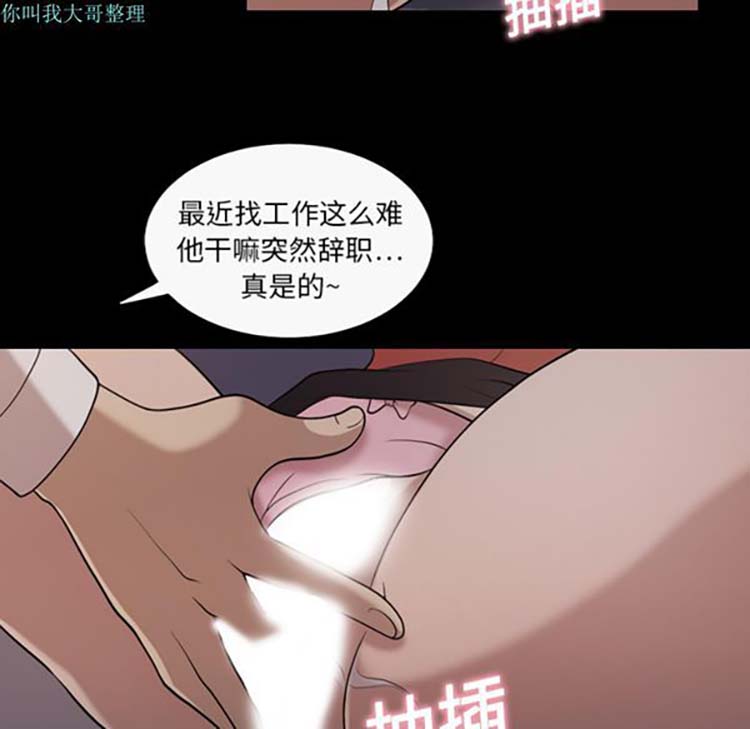 你叫我大哥整理
抽插
最近找工作这么难
他干嘛突然辞职...
真是的~
抽插